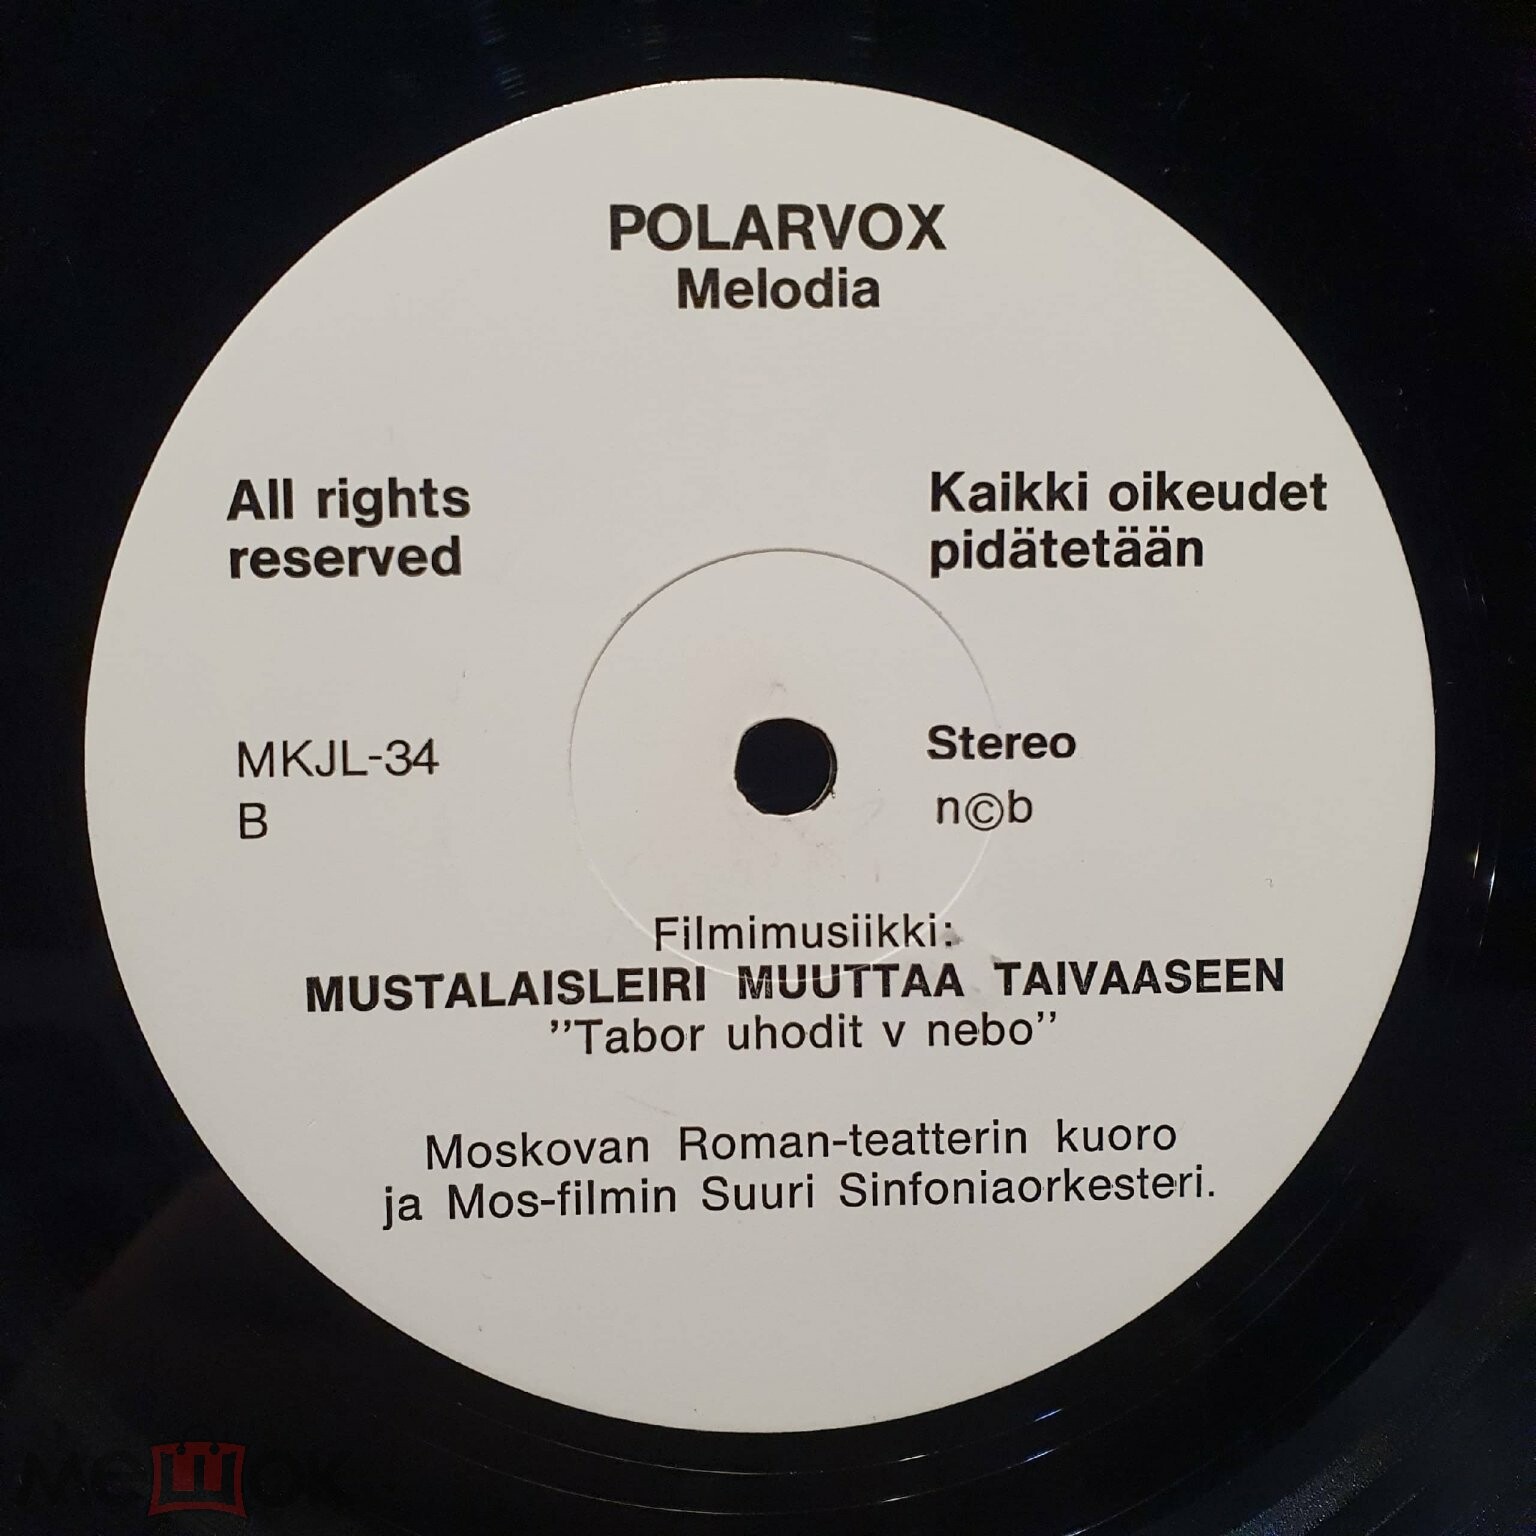 POLARVOX
Melodia
All rights
reserved
Kaikki oikeudet
pidätetään
MKJL-34
B
Stereo
n©b
Filmimusiikki:
MUSTALAISLEIRI MUUTTAA TAIVAASEEN
”Tabor uhodit v nebo”
Moskovan Roman-teatterin kuoro
ja Mos-filmin Suuri Sinfoniaorkesteri.
мешок